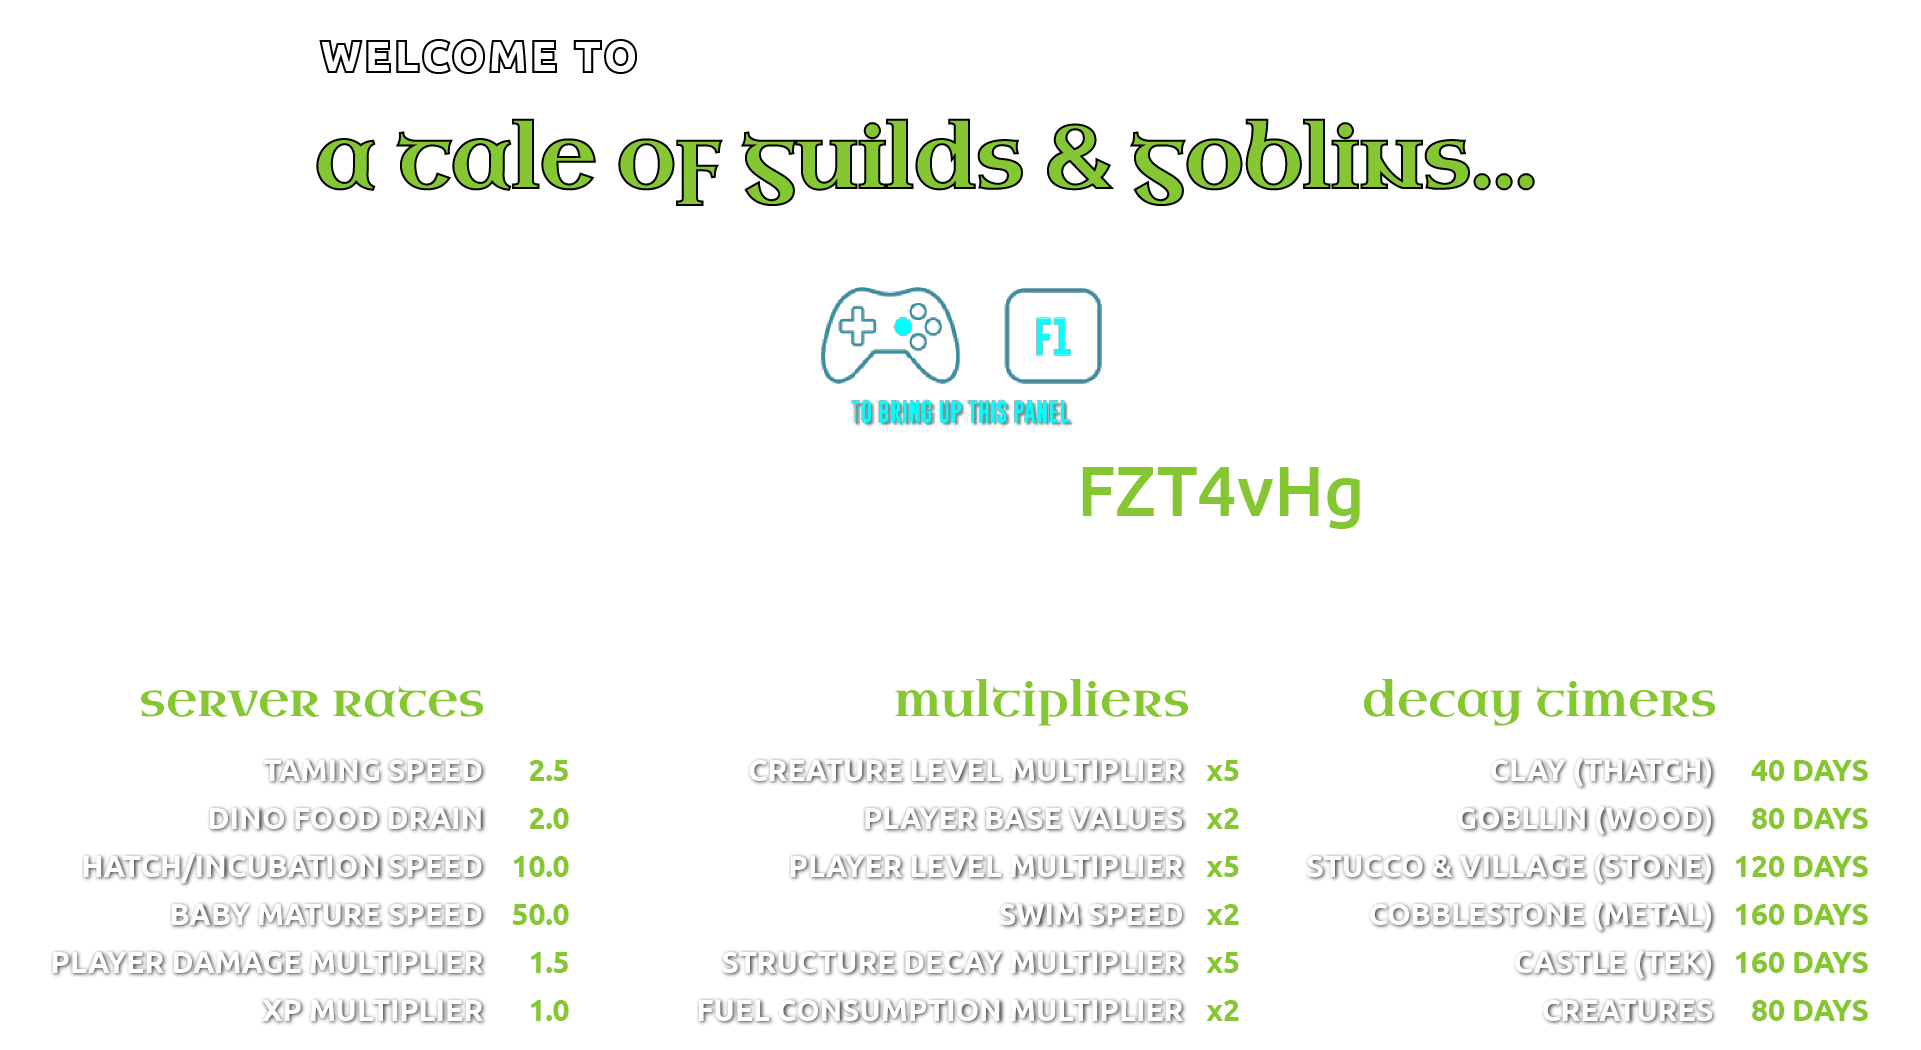 WELCOME TO
a tale of guilds & goblins...
F1
TO BRING UP THIS PANEL
FZT4vHg
server rates
TAMING SPEED 2.5
DINO FOOD DRAIN 2.0
HATCH/INCUBATION SPEED 10.0
BABY MATURE SPEED 50.0
PLAYER DAMAGE MULTIPLIER 1.5
XP MULTIPLIER 1.0
multipliers
CREATURE LEVEL MULTIPLIER x5
PLAYER BASE VALUES x2
PLAYER LEVEL MULTIPLIER x5
SWIM SPEED x2
STRUCTURE DECAY MULTIPLIER x5
FUEL CONSUMPTION MULTIPLIER x2
decay timers
CLAY (THATCH) 40 DAYS
GOBLLIN (WOOD) 80 DAYS
STUCCO & VILLAGE (STONE) 120 DAYS
COBBLESTONE (METAL) 160 DAYS
CASTLE (TEK) 160 DAYS
CREATURES 80 DAYS